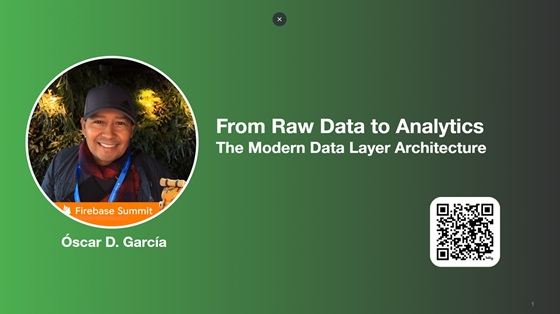 From Raw Data to Analytics
The Modern Data Layer Architecture
Firebase Summit
Óscar D. García
1